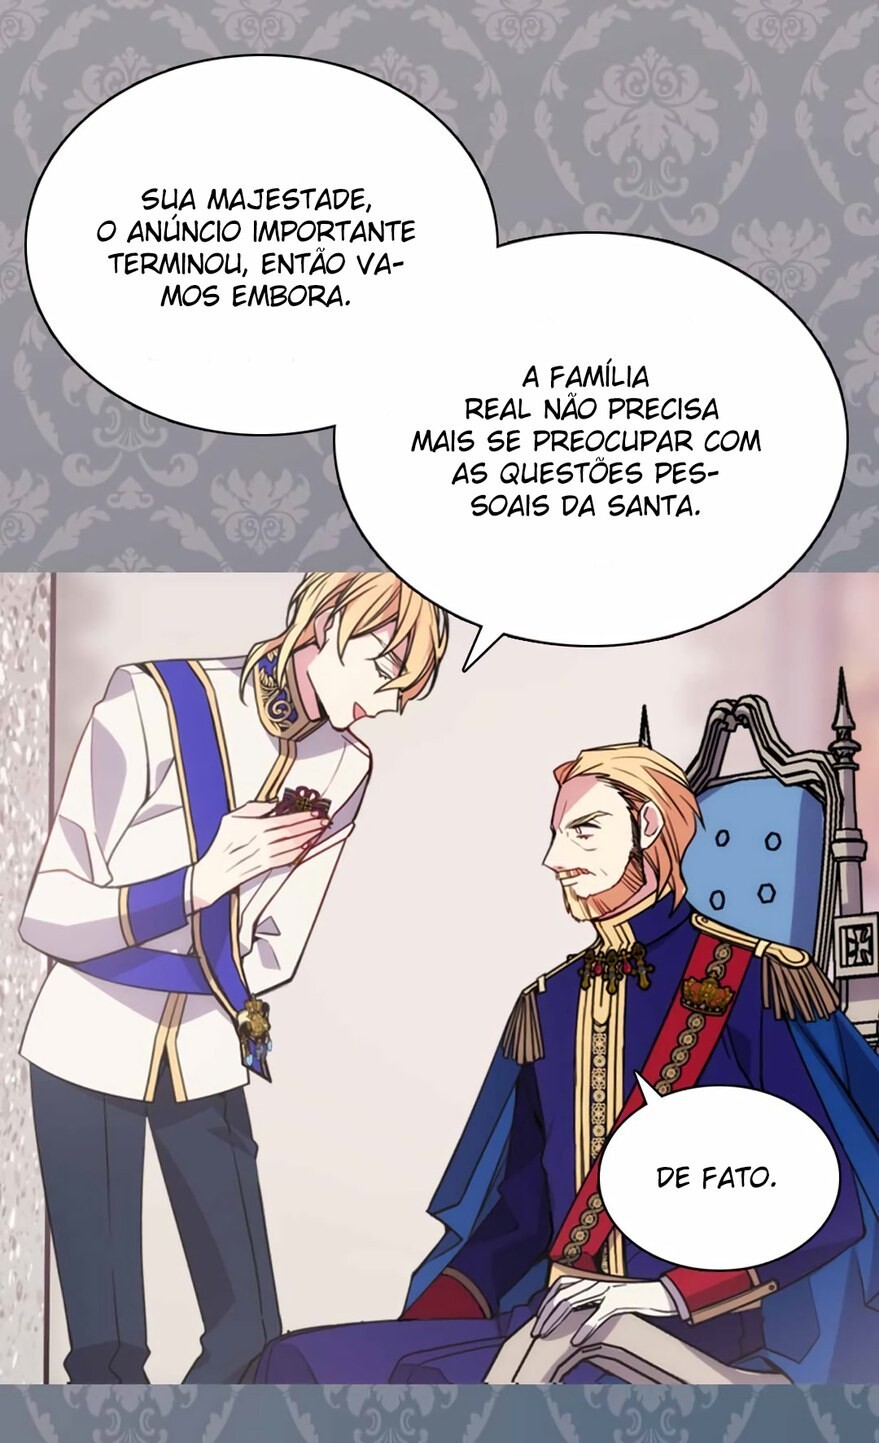 SUA MAJESTADE,
O ANÚNCIO IMPORTANTE
TERMINOU, ENTÃO VA-
MOS EMBORA.
A FAMÍLIA
REAL NÃO PRECISA
MAIS SE PREOCUPAR COM
AS QUESTÕES PES-
SOAIS DA SANTA.
DE FATO.